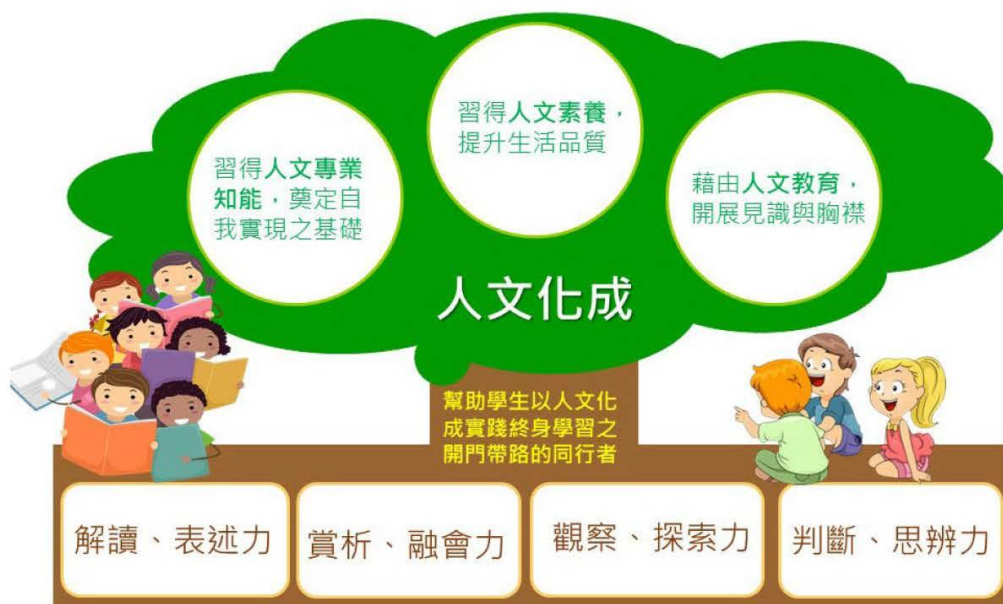 習得人文專業
知能，奠定自
我實現之基礎
習得人文素養，
提升生活品質
藉由人文教育，
開展見識與胸襟
人文化成
幫助學生以人文化
成實踐終身學習之
開門帶路的同行者
解讀、表述力
賞析、融會力
觀察、探索力
判斷、思辨力